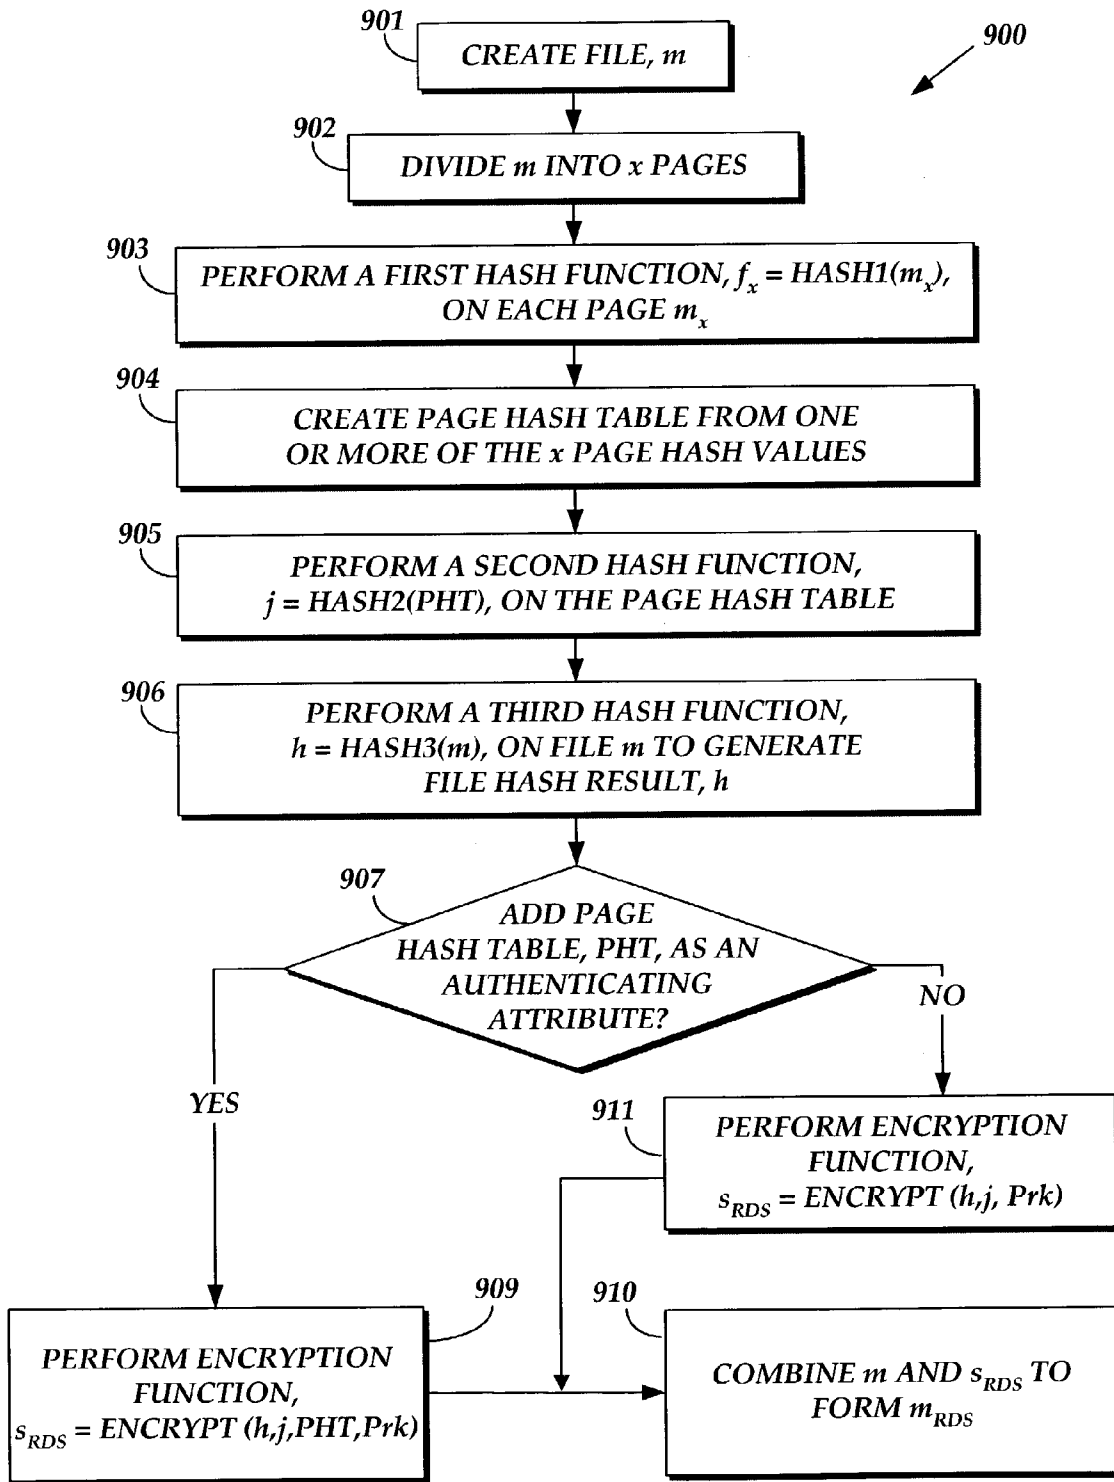 900
901
CREATE FILE, m
902
DIVIDE m INTO x PAGES
903
PERFORM A FIRST HASH FUNCTION, fₓ = HASH1(mₓ),
ON EACH PAGE mₓ
904
CREATE PAGE HASH TABLE FROM ONE
OR MORE OF THE x PAGE HASH VALUES
905
PERFORM A SECOND HASH FUNCTION,
j = HASH2(PHT), ON THE PAGE HASH TABLE
906
PERFORM A THIRD HASH FUNCTION,
h = HASH3(m), ON FILE m TO GENERATE
FILE HASH RESULT, h
907
ADD PAGE
HASH TABLE, PHT, AS AN
AUTHENTICATING
ATTRIBUTE?
NO
YES
911
PERFORM ENCRYPTION
FUNCTION,
s_RDS = ENCRYPT (h,j, Prk)
909
PERFORM ENCRYPTION
FUNCTION,
s_RDS = ENCRYPT (h,j,PHT,Prk)
910
COMBINE m AND s_RDS TO
FORM m_RDS